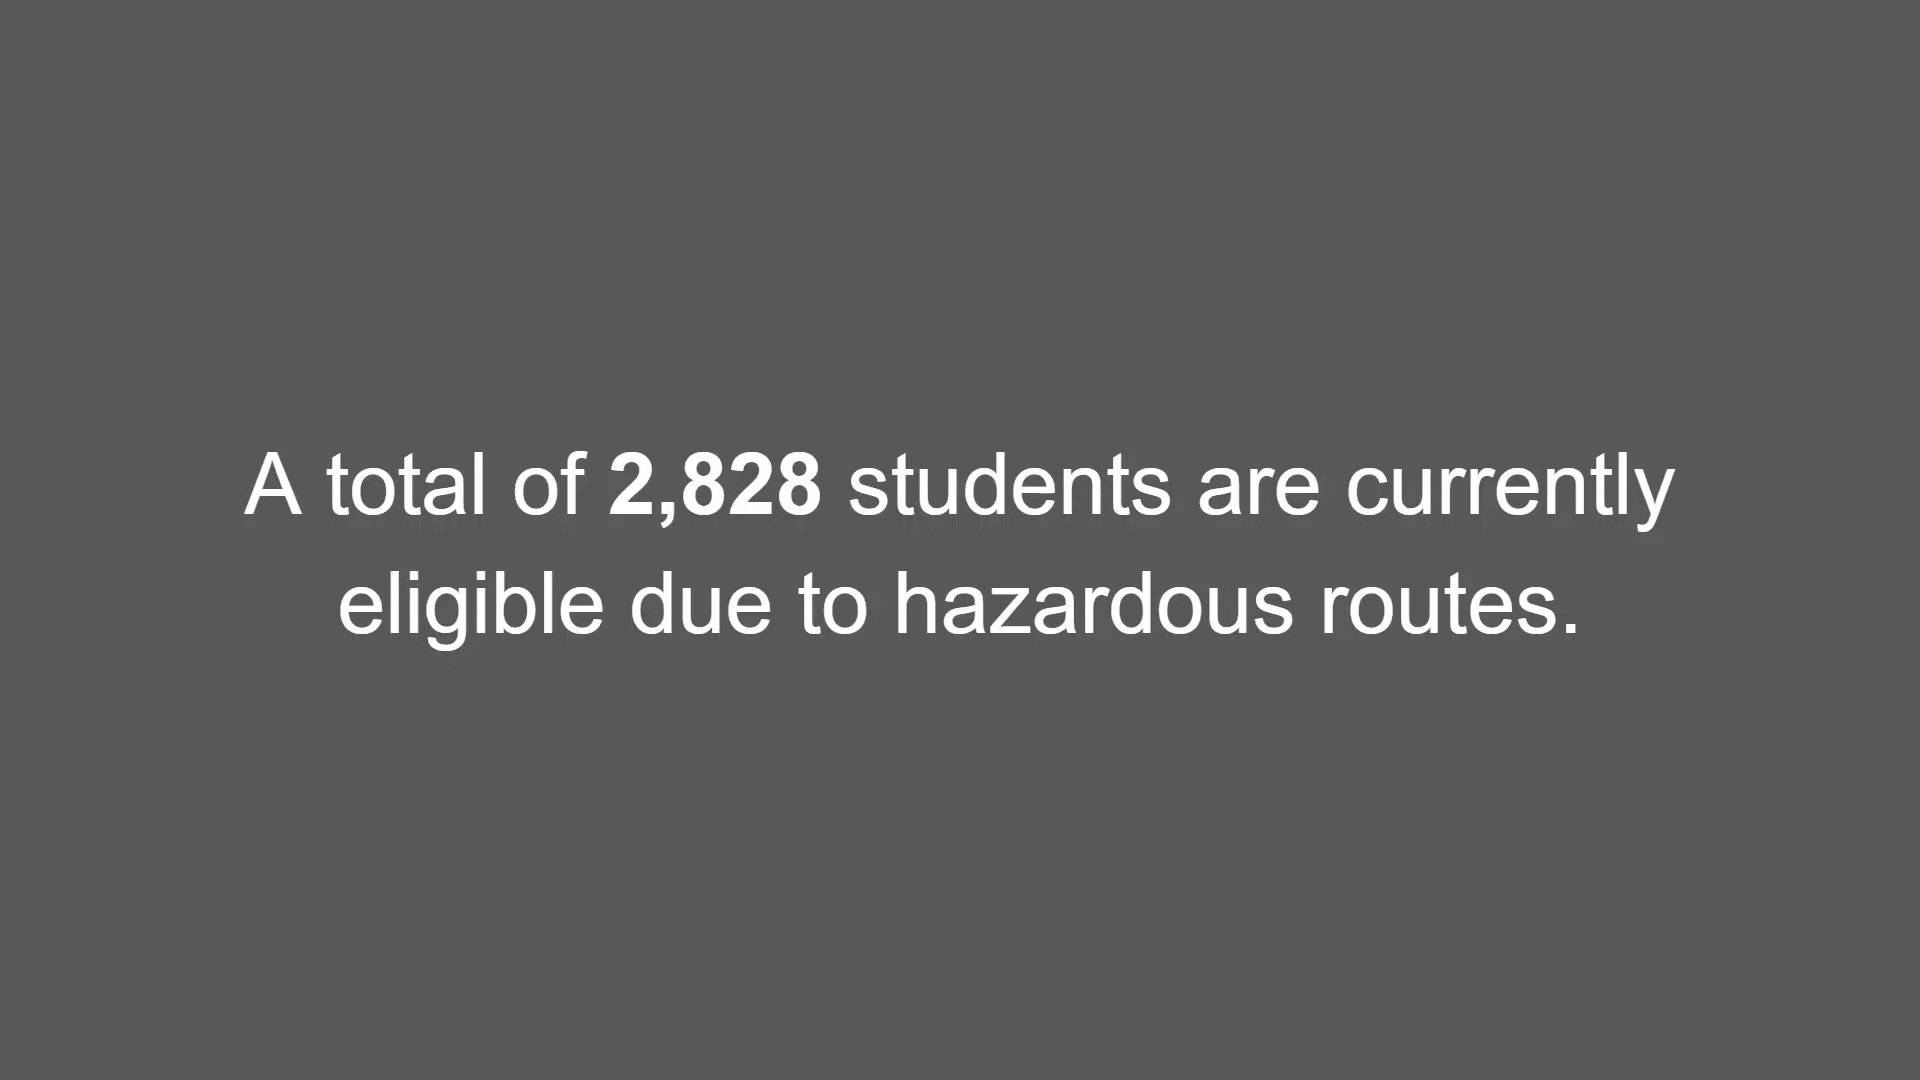 A total of 2,828 students are currently
eligible due to hazardous routes.